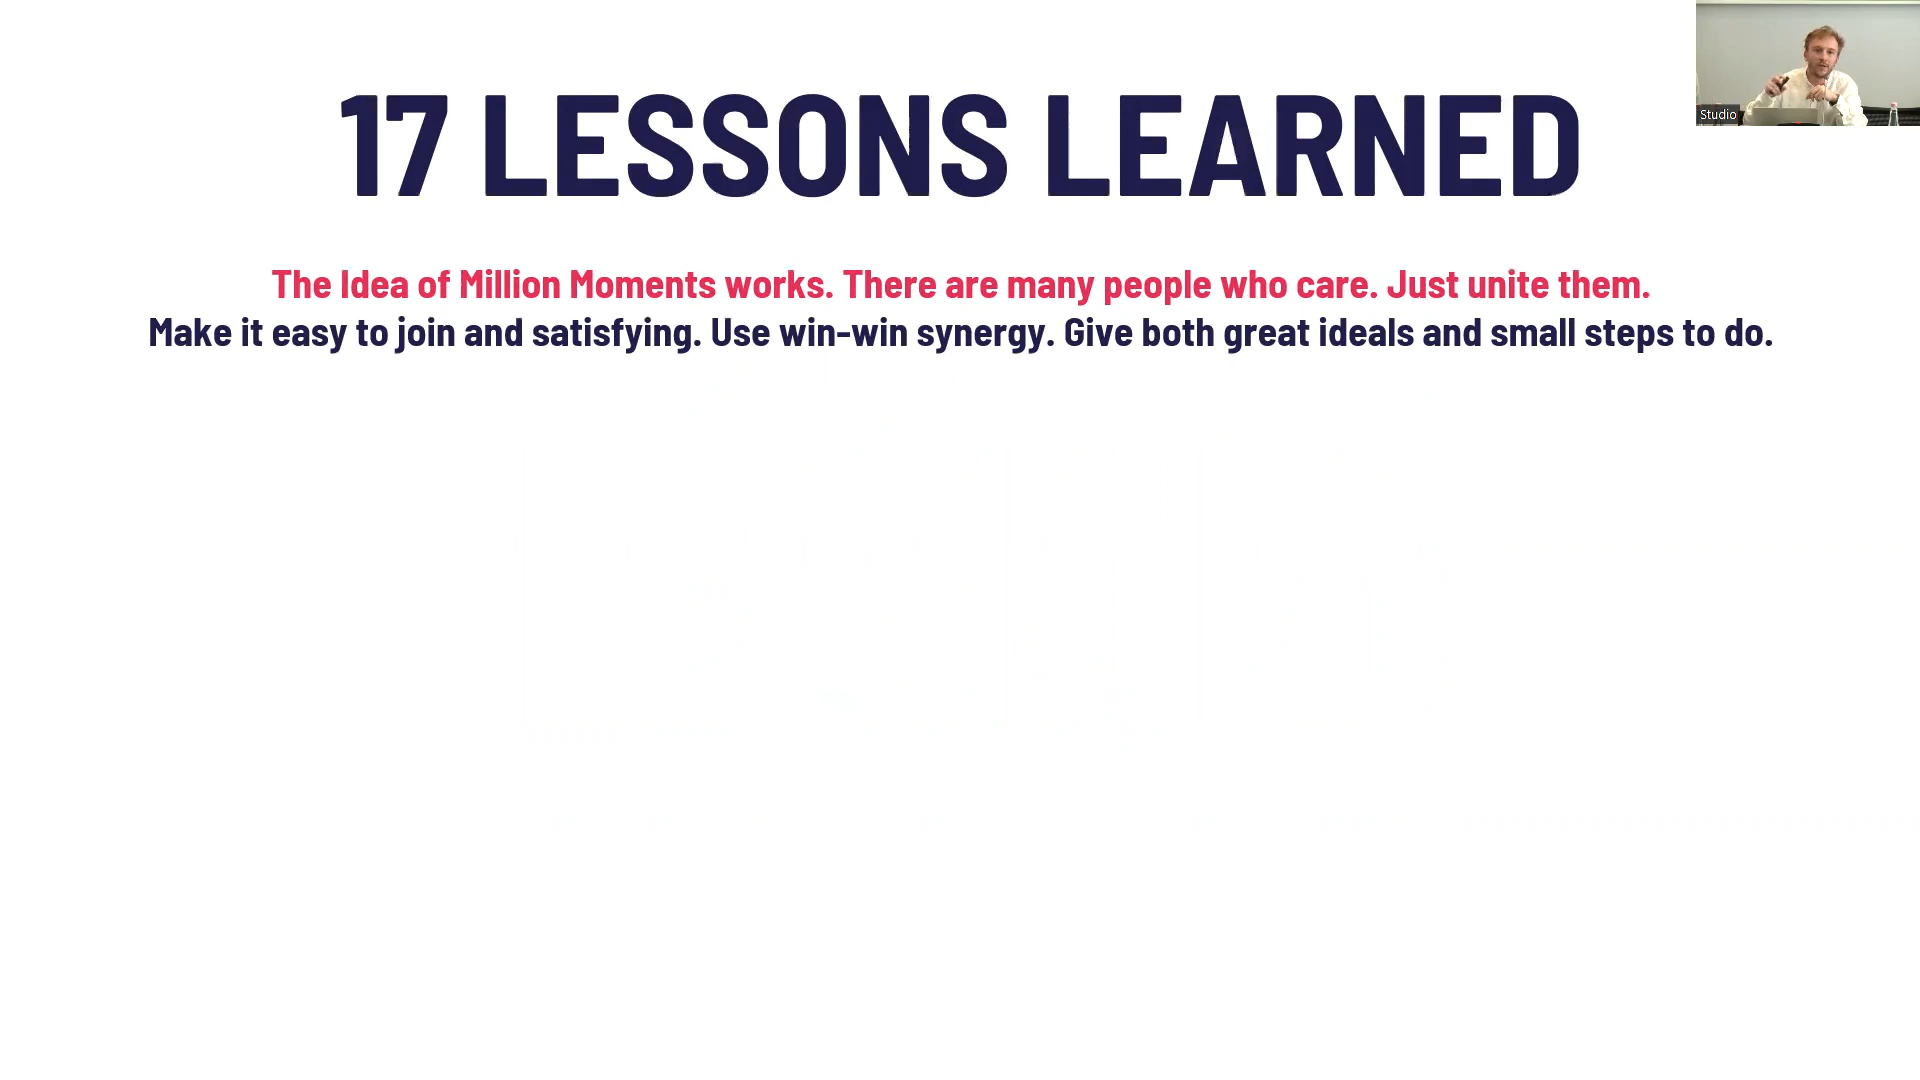 17 LESSONS LEARNED
The Idea of Million Moments works. There are many people who care. Just unite them.
Make it easy to join and satisfying. Use win-win synergy. Give both great ideals and small steps to do.
Studio